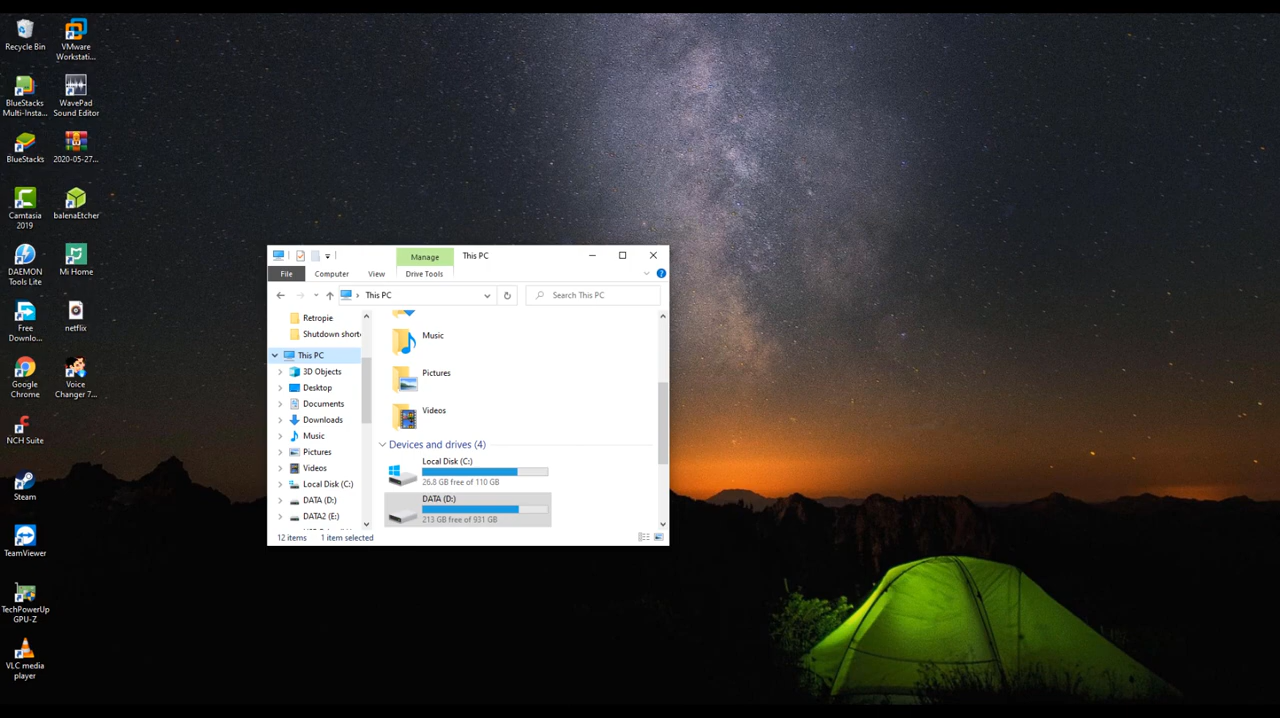 Recycle Bin
VMware
Workstati...
BlueStacks
Multi-Insta...
WavePad
Sound Editor
BlueStacks
2020-05-27...
Camtasia
2019
balenaEtcher
DAEMON
Tools Lite
Mi Home
Free
Downlo...
netflix
Google
Chrome
Voice
Changer 7...
NCH Suite
Steam
TeamViewer
TechPowerUp
GPU-Z
VLC media
player
Manage
This PC
File
Computer
View
Drive Tools
This PC
Search This PC
Retropie
Shutdown short
This PC
3D Objects
Desktop
Documents
Downloads
Music
Pictures
Videos
Local Disk (C:)
DATA (D:)
DATA2 (E:)
Music
Pictures
Videos
Devices and drives (4)
Local Disk (C:)
26.8 GB free of 110 GB
DATA (D:)
213 GB free of 931 GB
12 items
1 item selected